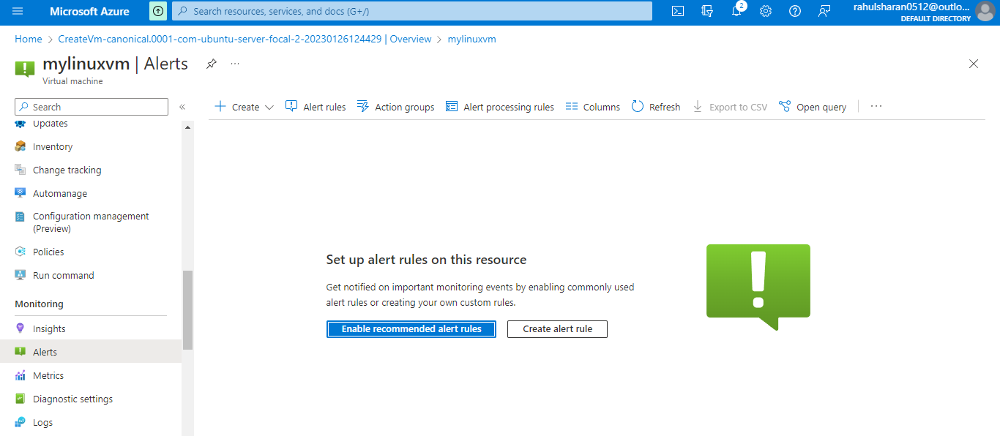 Microsoft Azure
Search resources, services, and docs (G+/)
2
rahulsharan0512@outlo...
DEFAULT DIRECTORY
Home > CreateVm-canonical.0001-com-ubuntu-server-focal-2-20230126124429 | Overview > mylinuxvm
mylinuxvm | Alerts
...
Virtual machine
Search
«
Create
Alert rules
Action groups
Alert processing rules
Columns
Refresh
Export to CSV
Open query
...
Updates
Inventory
Change tracking
Automanage
Configuration management
(Preview)
Policies
Run command
Monitoring
Insights
Alerts
Metrics
Diagnostic settings
Logs
Set up alert rules on this resource
Get notified on important monitoring events by enabling commonly used
alert rules or creating your own custom rules.
Enable recommended alert rules
Create alert rule